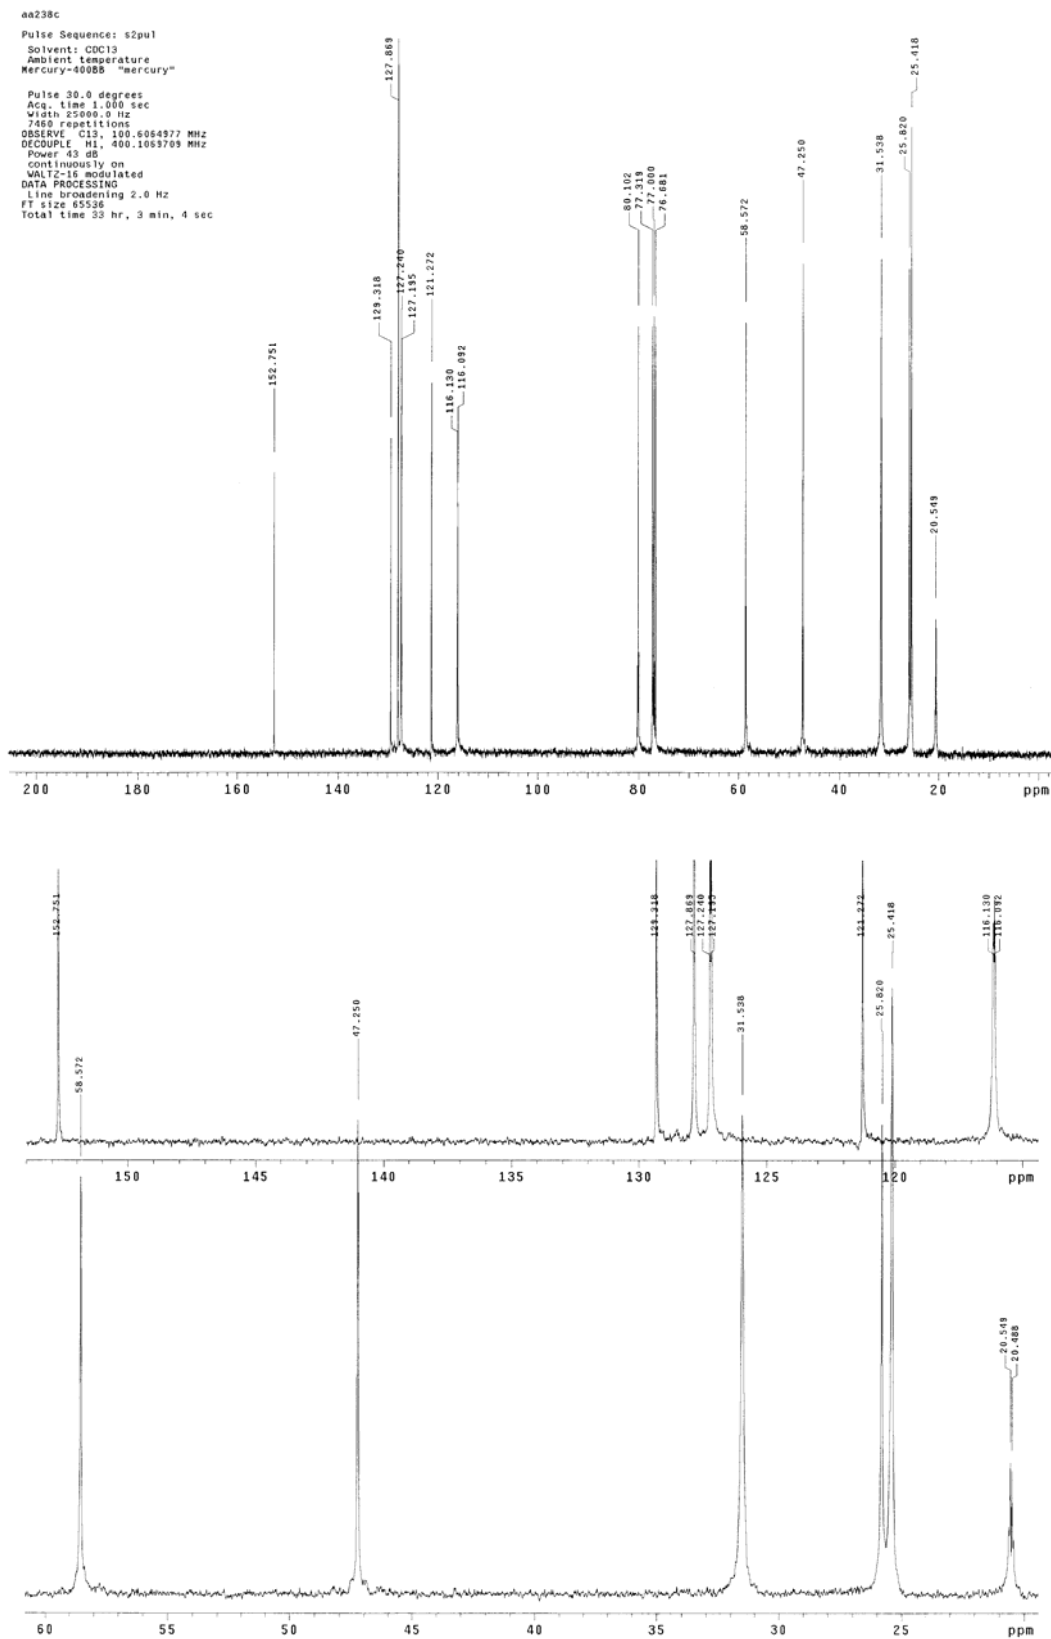 aa238c
Pulse Sequence: s2pul
Solvent: CDCl3
Ambient temperature
Mercury-400BB "mercury"
Pulse 30.0 degrees
Acq. time 1.000 sec
Width 25000.0 Hz
7460 repetitions
OBSERVE C13, 100.6064977 MHz
DECOUPLE H1, 400.1069709 MHz
Power 43 dB
continuously on
WALTZ-16 modulated
DATA PROCESSING
Line broadening 2.0 Hz
FT size 65536
Total time 33 hr, 3 min, 4 sec
152.751
129.318
127.869
127.240
127.195
121.272
116.130
116.092
80.102
77.319
77.000
76.681
58.572
47.250
31.538
25.820
25.418
20.549
200 180 160 140 120 100 80 60 40 20 ppm
152.751
129.318
127.869
127.240
127.195
121.272
116.130
116.092
150 145 140 135 130 125 120 ppm
58.572
47.250
31.538
25.820
25.418
20.549
20.488
60 55 50 45 40 35 30 25 ppm